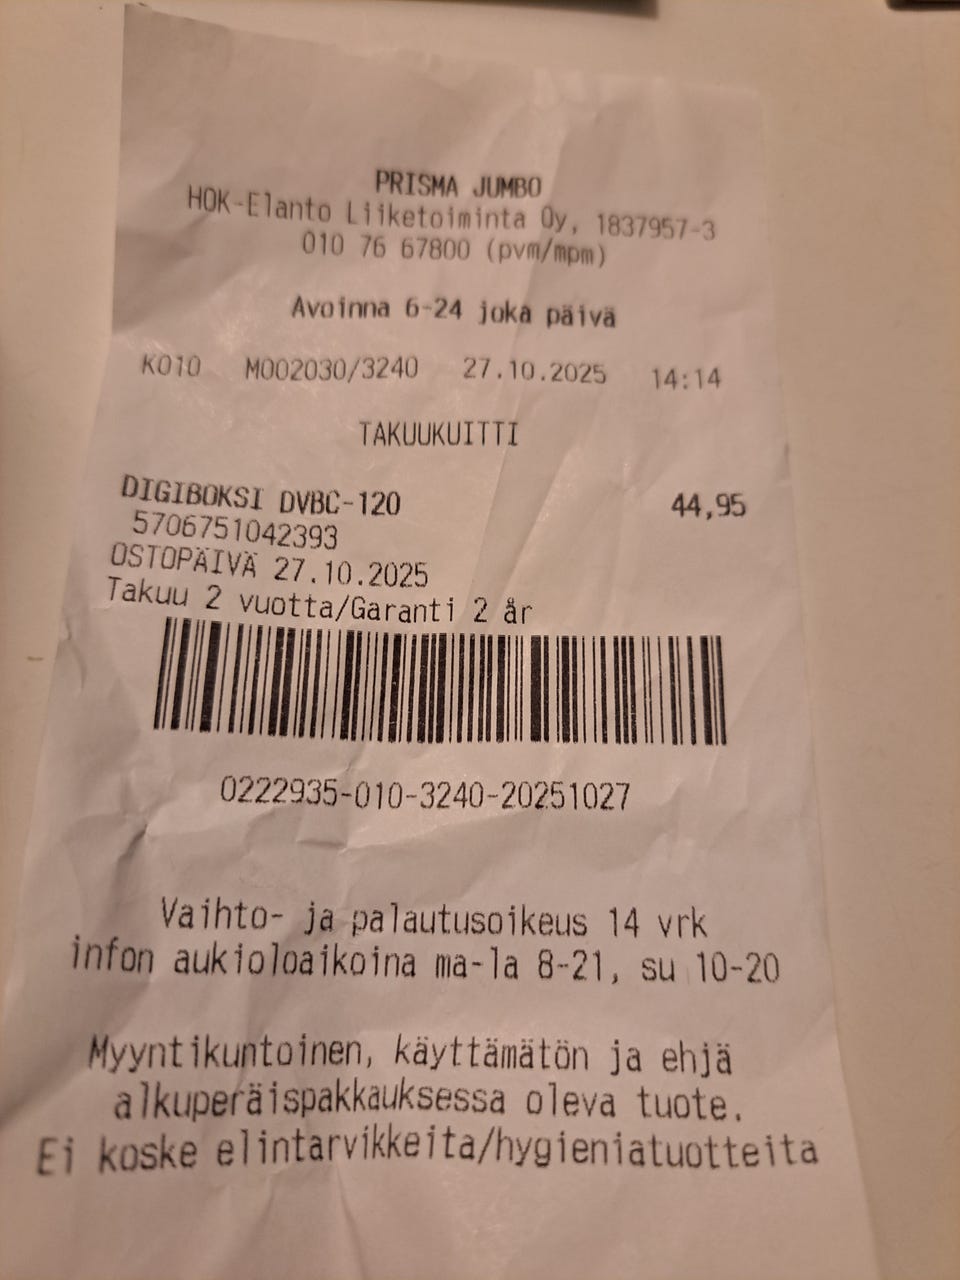 PRISMA JUMBO
HOK-Elanto Liiketoiminta Oy, 1837957-3
010 76 67800 (pvm/mpm)
Avoinna 6-24 joka päivä
K010 M002030/3240 27.10.2025 14:14
TAKUUKUITTI
DIGIBOKSI DVBC-120 44,95
5706751042393
OSTOPÄIVÄ 27.10.2025
Takuu 2 vuotta/Garanti 2 år
0222935-010-3240-20251027
Vaihto- ja palautusoikeus 14 vrk
infon aukioloaikoina ma-la 8-21, su 10-20
Myyntikuntoinen, käyttämätön ja ehjä
alkuperäispakkauksessa oleva tuote.
Ei koske elintarvikkeita/hygieniatuotteita